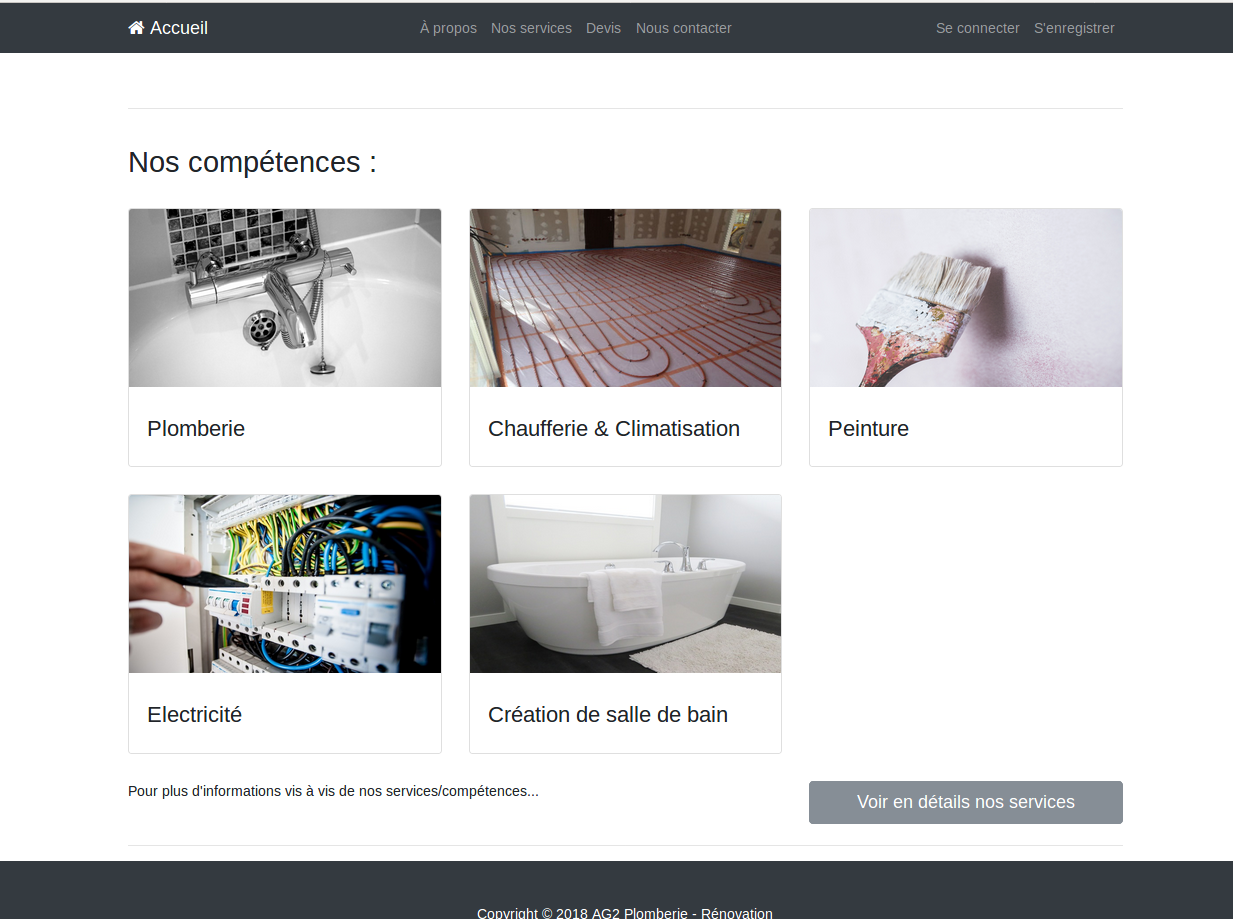 Accueil À propos Nos services Devis Nous contacter Se connecter S'enregistrer
Nos compétences :
Plomberie
Chaufferie & Climatisation
Peinture
Electricité
Création de salle de bain
Pour plus d'informations vis à vis de nos services/compétences...
Voir en détails nos services
Copyright © 2018 AG2 Plomberie - Rénovation